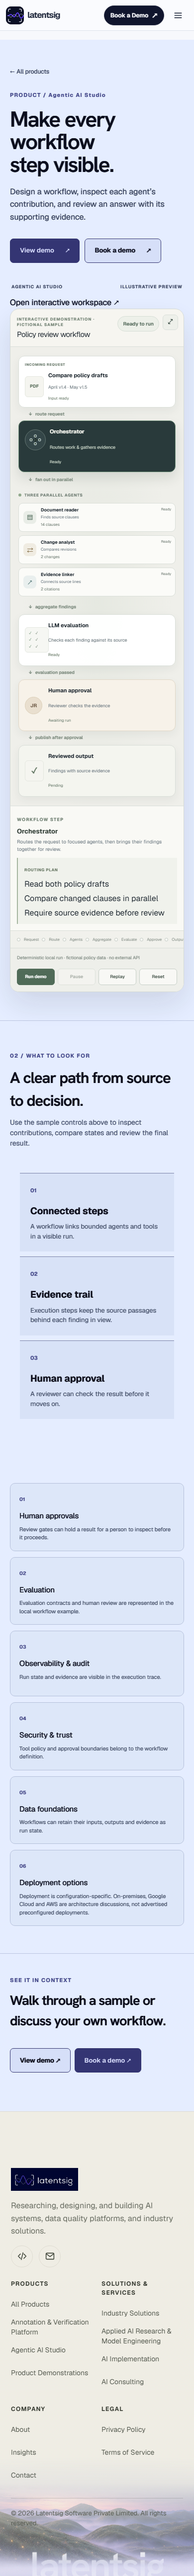 latentsig
Book a Demo ↗
← All products
PRODUCT / Agentic AI Studio
Make every
workflow
step visible.
Design a workflow, inspect each agent's
contribution, and review an answer with its
supporting evidence.
View demo ↗
Book a demo ↗
AGENTIC AI STUDIO
ILLUSTRATIVE PREVIEW
Open interactive workspace ↗
INTERACTIVE DEMONSTRATION ·
FICTIONAL SAMPLE
Policy review workflow
Ready to run
INCOMING REQUEST
PDF
Compare policy drafts
April v1.4 · May v1.5
Input ready
↓ route request
Orchestrator
Routes work & gathers evidence
Ready
↓ fan out in parallel
THREE PARALLEL AGENTS
Document reader
Finds source clauses
18 clauses
Ready
Change analyst
Compares revisions
3 changes
Ready
Evidence linker
Connects source lines
2 citations
Ready
↓ aggregate findings
LLM evaluation
Checks each finding against its source
Ready
↓ evaluation passed
JR
Human approval
Reviewer checks the evidence
Awaiting run
↓ publish after approval
Reviewed output
Findings with source evidence
Pending
WORKFLOW STEP
Orchestrator
Routes the request to focused agents, then brings their findings
together for review.
ROUTING PLAN
Read both policy drafts
Compare changed clauses in parallel
Require source evidence before review
Request
Route
Agents
Aggregate
Evaluate
Approve
Output
Deterministic local run · fictional policy data · no external API
Run demo
Pause
Replay
Reset
02 / WHAT TO LOOK FOR
A clear path from source
to decision.
Use the sample controls above to inspect
contributions, compare states and review the final
result.
01
Connected steps
A workflow links bounded agents and tools
in a visible run.
02
Evidence trail
Execution steps keep the source passages
behind each finding in view.
03
Human approval
A reviewer can check the result before it
moves on.
01
Human approvals
Review gates can hold a result for a person to inspect before
it proceeds.
02
Evaluation
Evaluation contracts and human review are represented in the
local workflow example.
03
Observability & audit
Run state and evidence are visible in the execution trace.
04
Security & trust
Tool policy and approval boundaries belong to the workflow
definition.
05
Data foundations
Workflows can retain their inputs, outputs and evidence as
run state.
06
Deployment options
Deployment is configuration-specific. On-premises, Google
Cloud and AWS are architecture discussions, not advertised
preconfigured deployments.
SEE IT IN CONTEXT
Walk through a sample or
discuss your own workflow.
View demo ↗
Book a demo ↗
latentsig
Researching, designing, and building AI
systems, data quality platforms, and industry
solutions.
PRODUCTS
All Products
Annotation & Verification
Platform
Agentic AI Studio
Product Demonstrations
SOLUTIONS &
SERVICES
Industry Solutions
Applied AI Research &
Model Engineering
AI Implementation
AI Consulting
COMPANY
About
Insights
Contact
LEGAL
Privacy Policy
Terms of Service
© 2026 Latentsig Software Private Limited. All rights
reserved.
latentsig